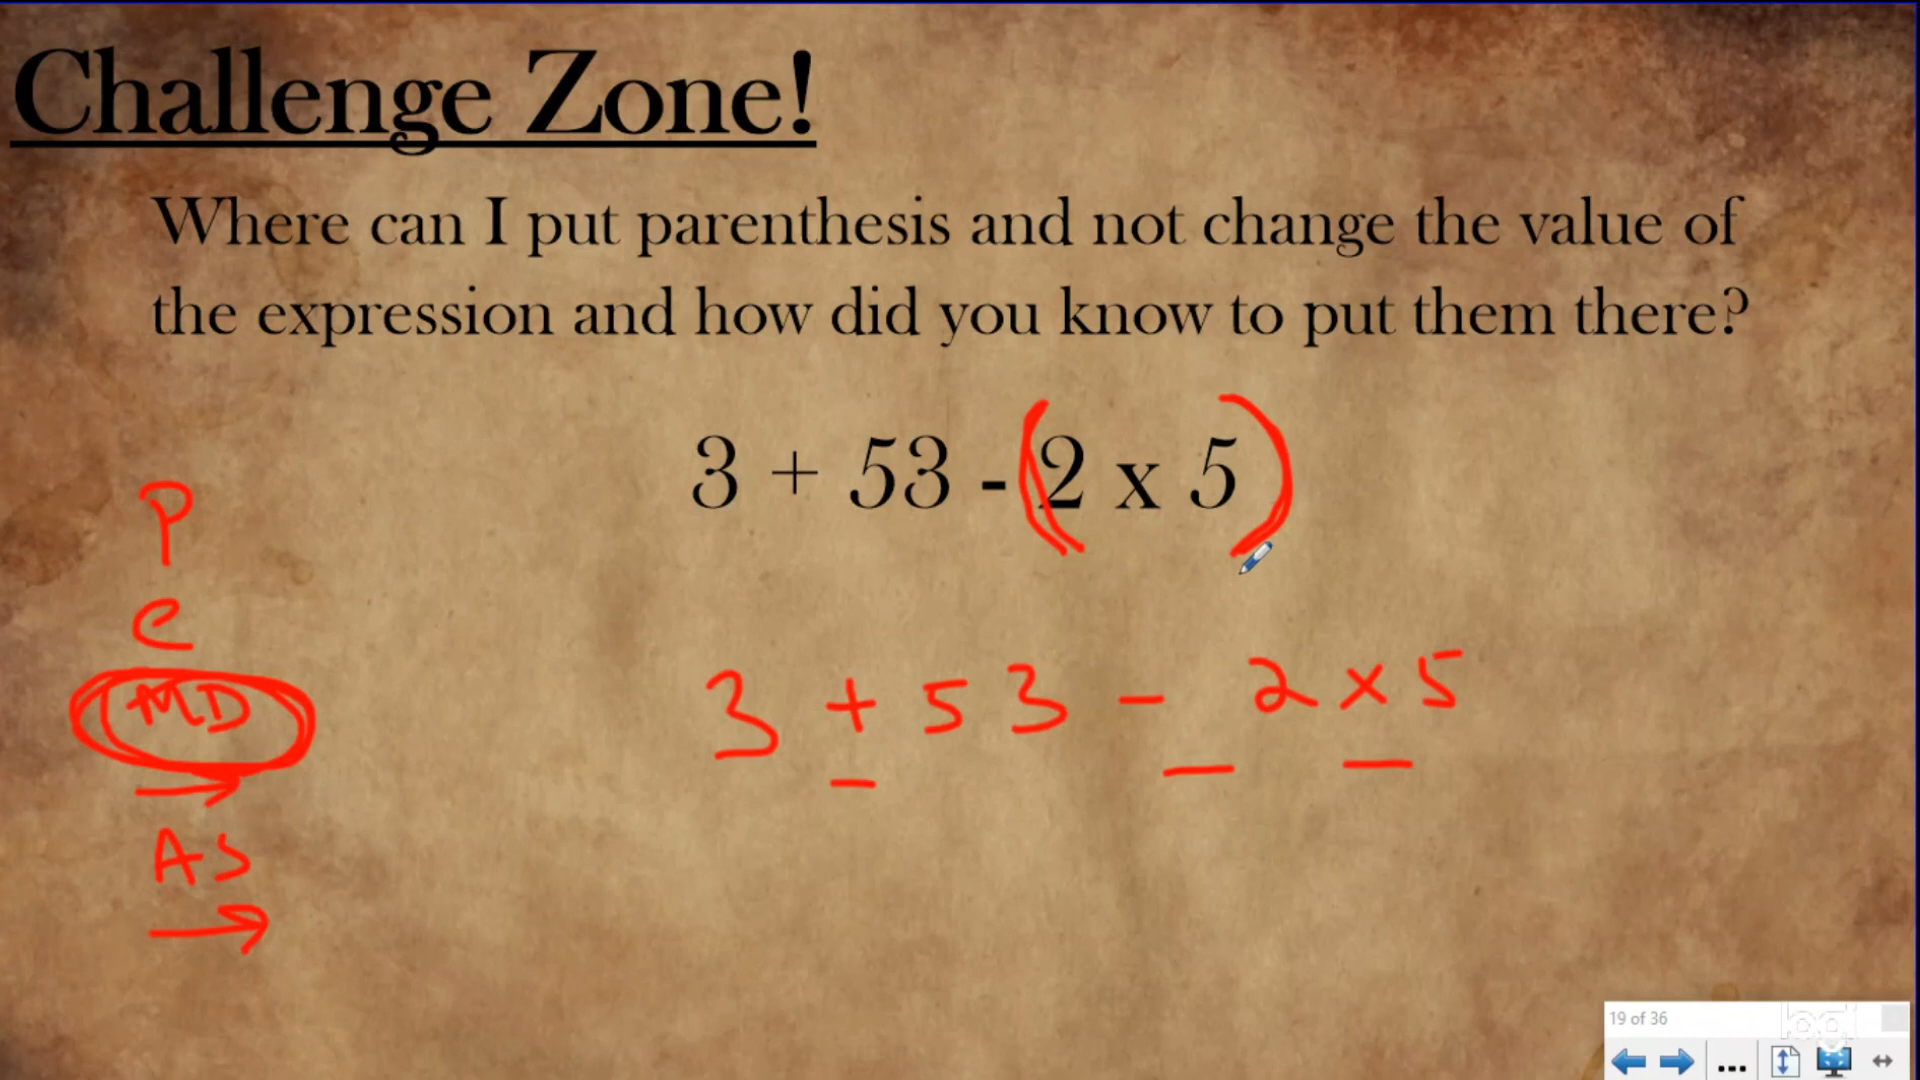 Challenge Zone!
Where can I put parenthesis and not change the value of
the expression and how did you know to put them there?
3 + 53 - (2 x 5)
P
e
MD
3 + 53 - 2 x 5
AS
19 of 36
logi
...